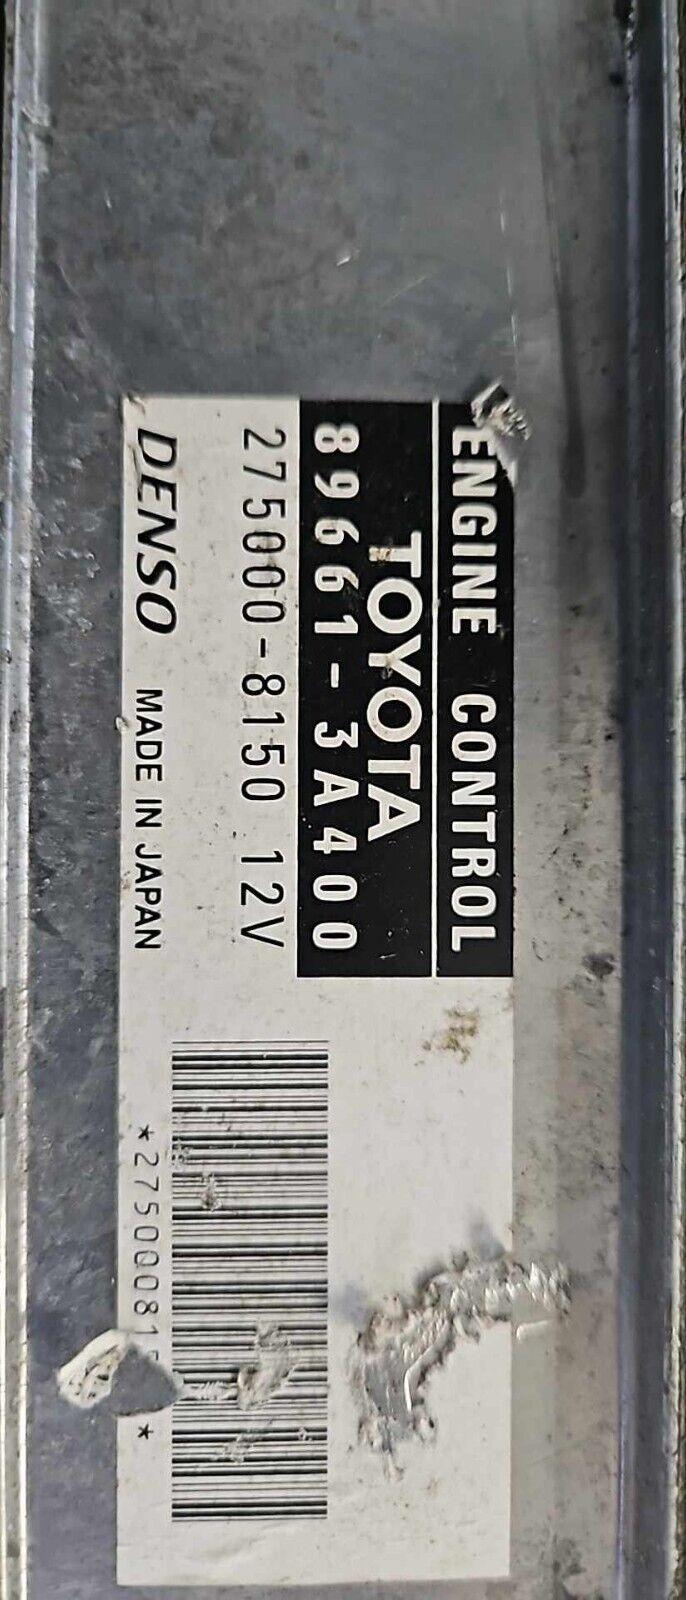 ENGINE CONTROL
TOYOTA
89661-3A400
275000-8150 12V
DENSO MADE IN JAPAN